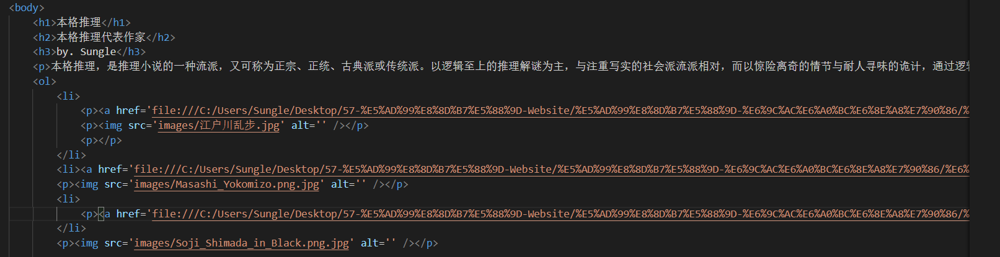 <body>
<h1>本格推理</h1>
<h2>本格推理代表作家</h2>
<h3>by. Sungle</h3>
<p>本格推理，是推理小说的一种流派，又可称为正宗、正统、古典派或传统派。以逻辑至上的推理解谜为主，与注重写实的社会派流派相对，而以惊险离奇的情节与耐人寻味的诡计，通过逻辑
<ol>
<li>
<p><a href='file:///C:/Users/Sungle/Desktop/57-%E5%AD%99%E8%8D%B7%E5%88%9D-Website/%E5%AD%99%E8%8D%B7%E5%88%9D-%E6%9C%AC%E6%A0%BC%E6%8E%A8%E7%90%86/%
<p><img src='images/江户川乱步.jpg' alt='' /></p>
<p></p>
</li>
<li><a href='file:///C:/Users/Sungle/Desktop/57-%E5%AD%99%E8%8D%B7%E5%88%9D-Website/%E5%AD%99%E8%8D%B7%E5%88%9D-%E6%9C%AC%E6%A0%BC%E6%8E%A8%E7%90%86/%E6%
<p><img src='images/Masashi_Yokomizo.png.jpg' alt='' /></p>
<li>
<p><a href='file:///C:/Users/Sungle/Desktop/57-%E5%AD%99%E8%8D%B7%E5%88%9D-Website/%E5%AD%99%E8%8D%B7%E5%88%9D-%E6%9C%AC%E6%A0%BC%E6%8E%A8%E7%90%86/%
</li>
<p><img src='images/Soji_Shimada_in_Black.png.jpg' alt='' /></p>